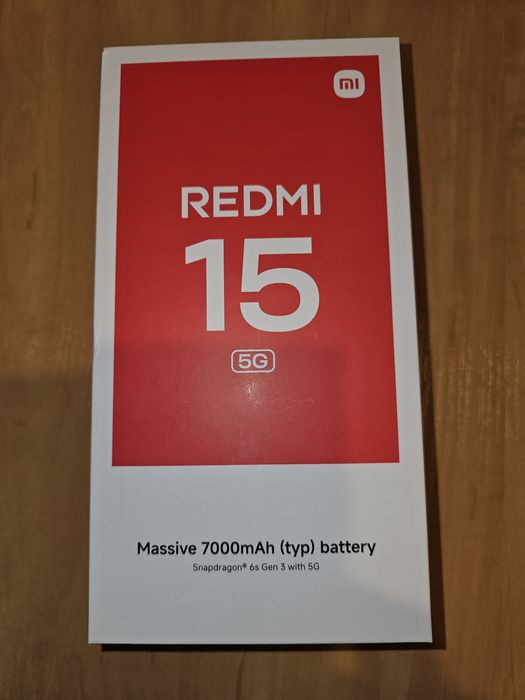 mi
REDMI
15
5G
Massive 7000mAh (typ) battery
Snapdragon® 6s Gen 3 with 5G